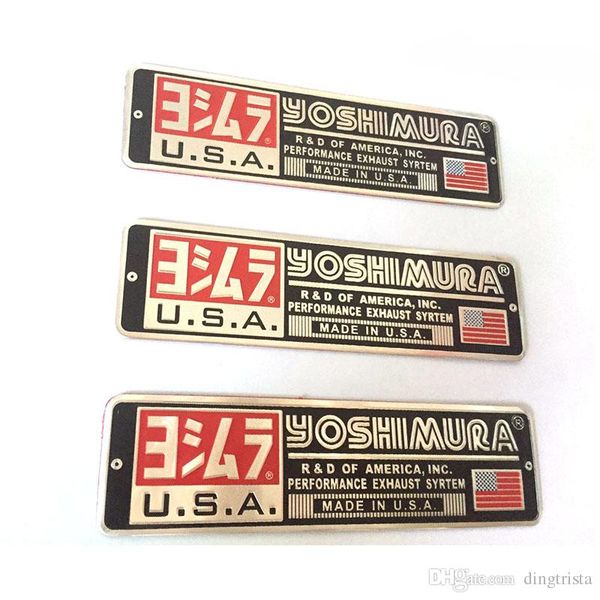 ヨシムラ®
U.S.A.
YOSHIMURA®
R & D OF AMERICA, INC.
PERFORMANCE EXHAUST SYRTEM
MADE IN U.S.A.
ヨシムラ®
U.S.A.
YOSHIMURA®
R & D OF AMERICA, INC.
PERFORMANCE EXHAUST SYRTEM
MADE IN U.S.A.
ヨシムラ®
U.S.A.
YOSHIMURA®
R & D OF AMERICA, INC.
PERFORMANCE EXHAUST SYRTEM
MADE IN U.S.A.
DHgate.com dingtrista